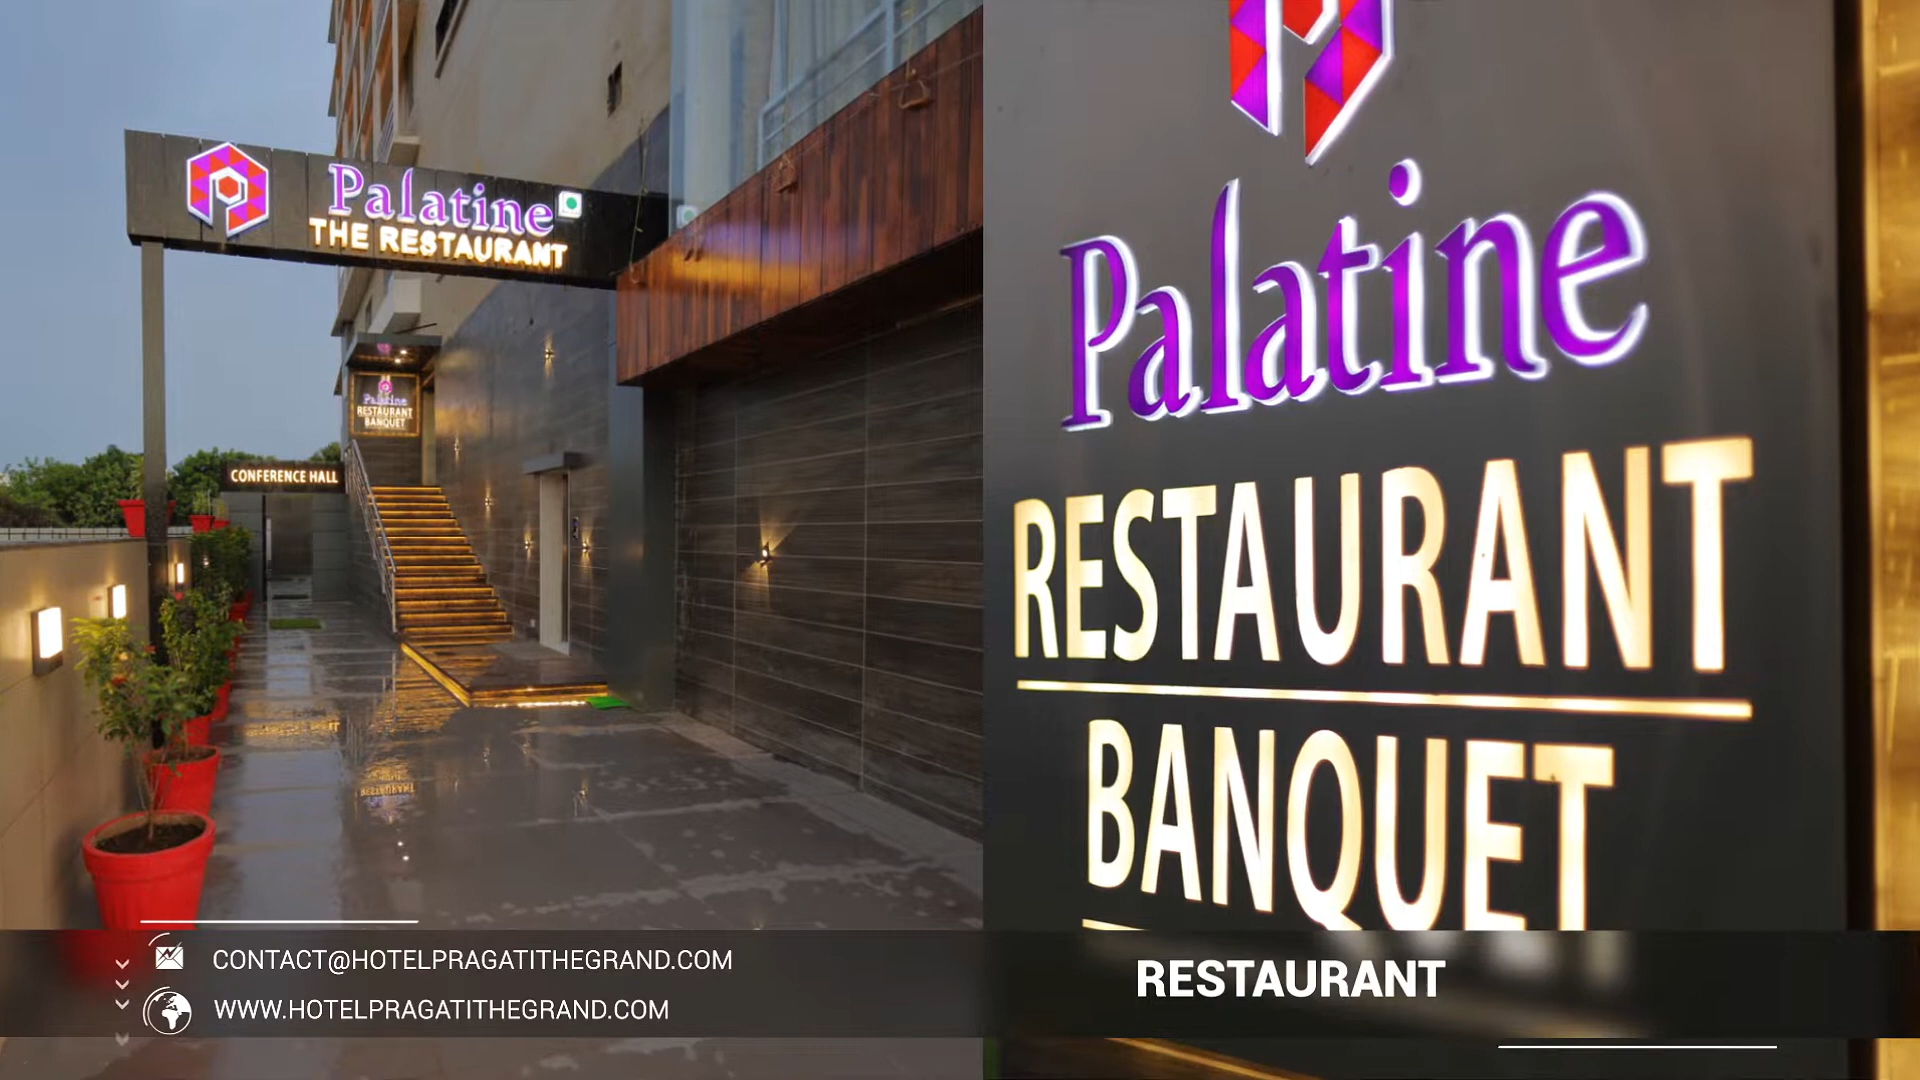 Palatine
THE RESTAURANT
Palatine
RESTAURANT
BANQUET
CONFERENCE HALL
Palatine
RESTAURANT
BANQUET
CONTACT@HOTELPRAGATITHEGRAND.COM
WWW.HOTELPRAGATITHEGRAND.COM
RESTAURANT